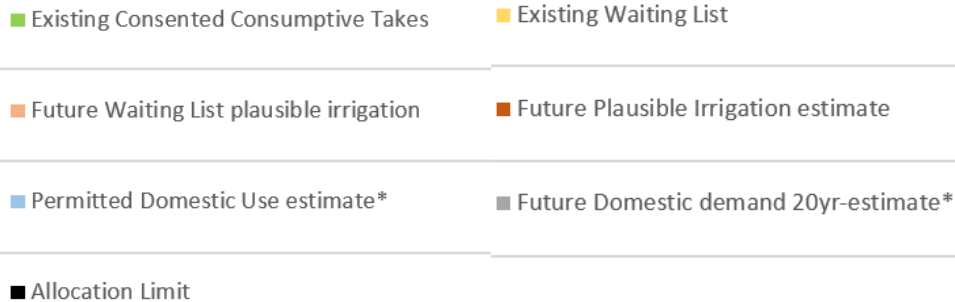 Existing Consented Consumptive Takes
Existing Waiting List
Future Waiting List plausible irrigation
Future Plausible Irrigation estimate
Permitted Domestic Use estimate*
Future Domestic demand 20yr-estimate*
Allocation Limit